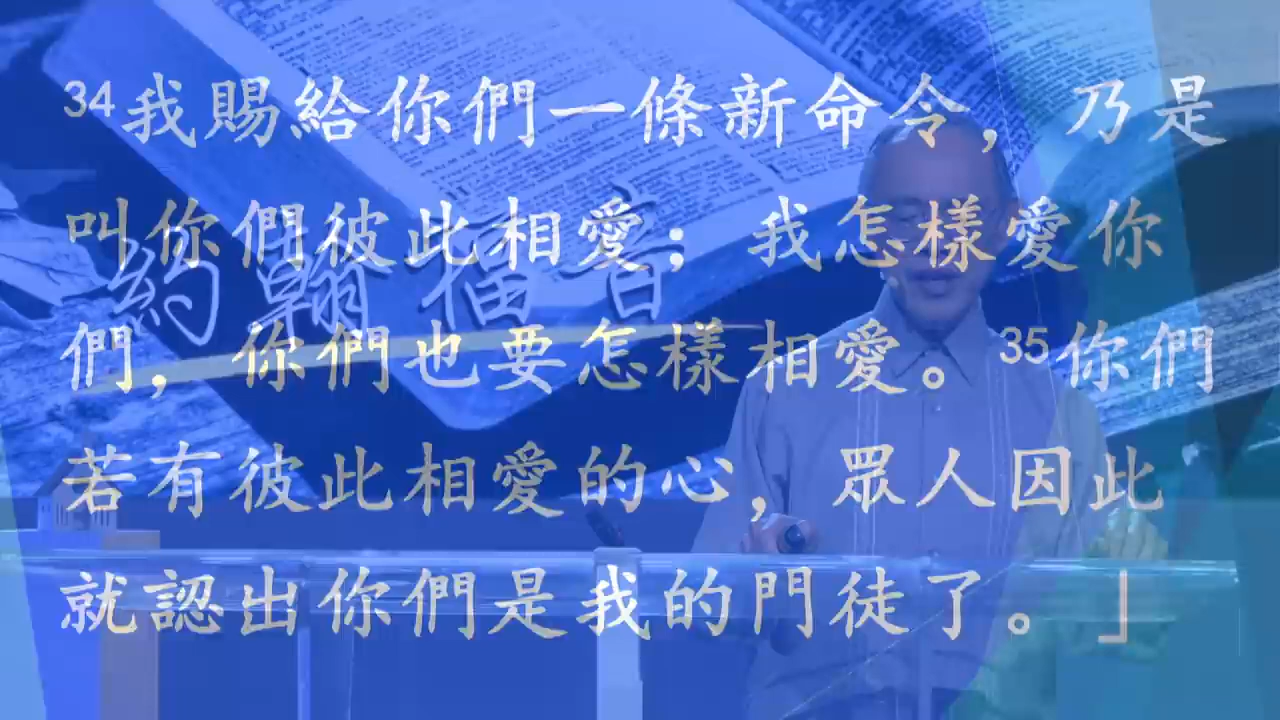 34我賜給你們一條新命令，乃是
叫你們彼此相愛；我怎樣愛你
們，你們也要怎樣相愛。35你們
若有彼此相愛的心，眾人因此
就認出你們是我的門徒了。」
約翰福音